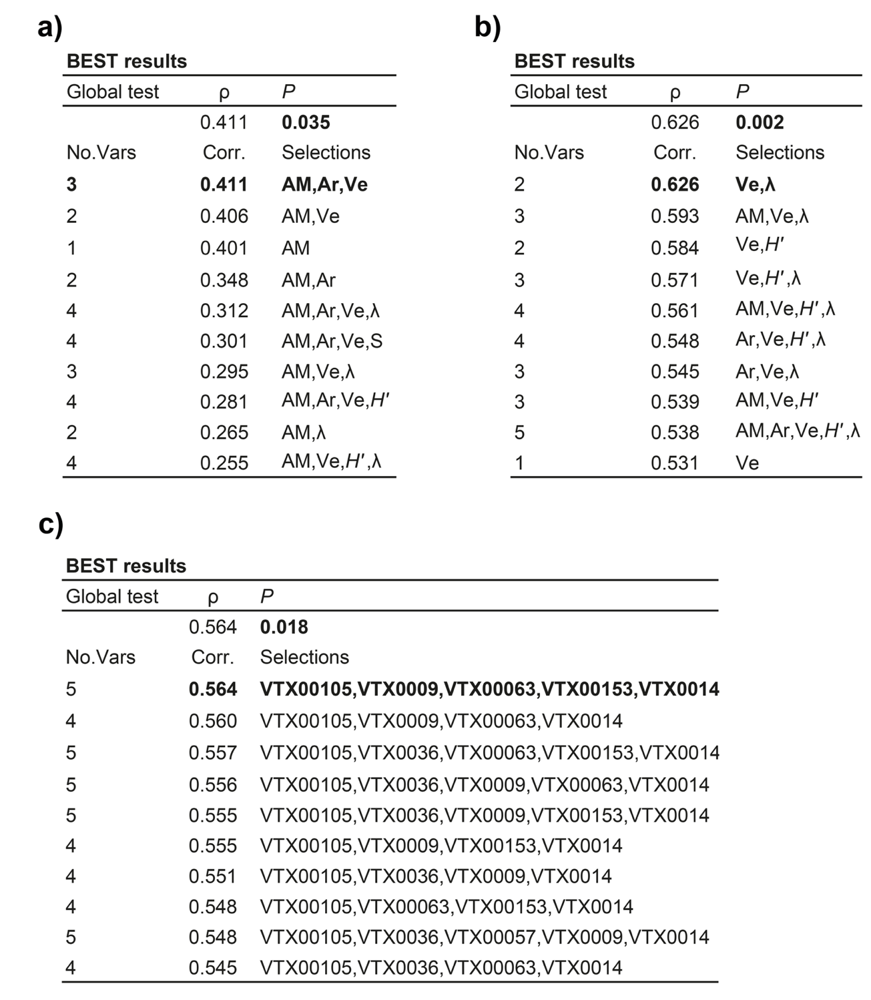 a)
BEST results
Global test ρ P
0.411 0.035
No.Vars Corr. Selections
3 0.411 AM,Ar,Ve
2 0.406 AM,Ve
1 0.401 AM
2 0.348 AM,Ar
4 0.312 AM,Ar,Ve,λ
4 0.301 AM,Ar,Ve,S
3 0.295 AM,Ve,λ
4 0.281 AM,Ar,Ve,H′
2 0.265 AM,λ
4 0.255 AM,Ve,H′,λ
b)
BEST results
Global test ρ P
0.626 0.002
No.Vars Corr. Selections
2 0.626 Ve,λ
3 0.593 AM,Ve,λ
2 0.584 Ve,H′
3 0.571 Ve,H′,λ
4 0.561 AM,Ve,H′,λ
4 0.548 Ar,Ve,H′,λ
3 0.545 Ar,Ve,λ
3 0.539 AM,Ve,H′
5 0.538 AM,Ar,Ve,H′,λ
1 0.531 Ve
c)
BEST results
Global test ρ P
0.564 0.018
No.Vars Corr. Selections
5 0.564 VTX00105,VTX0009,VTX00063,VTX00153,VTX0014
4 0.560 VTX00105,VTX0009,VTX00063,VTX0014
5 0.557 VTX00105,VTX0036,VTX00063,VTX00153,VTX0014
5 0.556 VTX00105,VTX0036,VTX0009,VTX00063,VTX0014
5 0.555 VTX00105,VTX0036,VTX0009,VTX00153,VTX0014
4 0.555 VTX00105,VTX0009,VTX00153,VTX0014
4 0.551 VTX00105,VTX0036,VTX0009,VTX0014
4 0.548 VTX00105,VTX00063,VTX00153,VTX0014
5 0.548 VTX00105,VTX0036,VTX00057,VTX0009,VTX0014
4 0.545 VTX00105,VTX0036,VTX00063,VTX0014